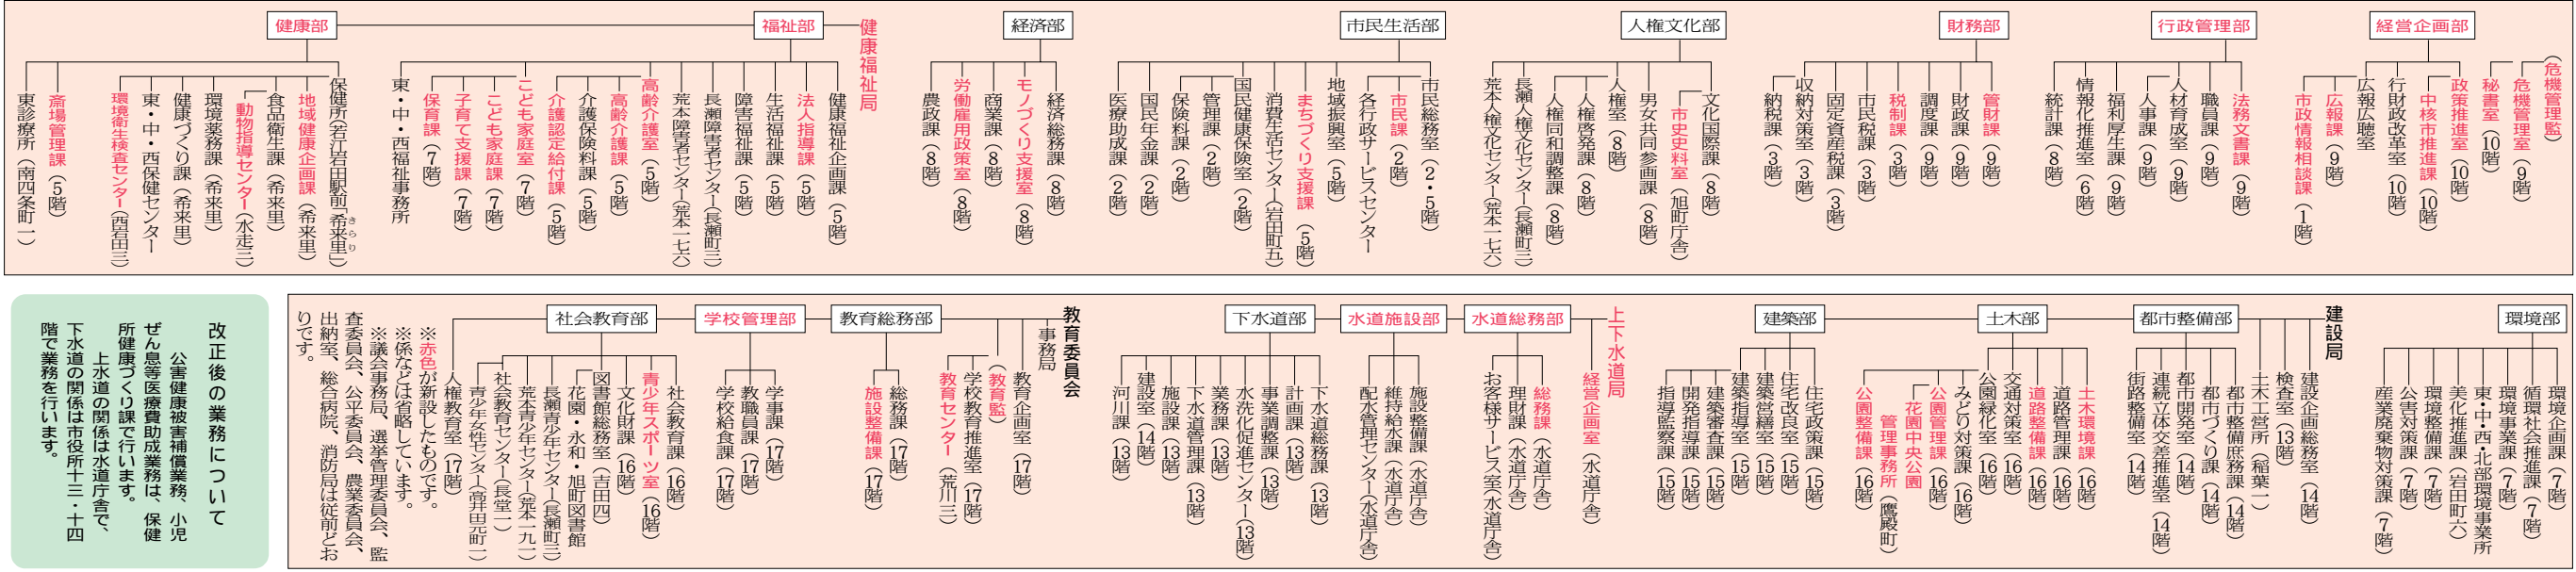 （危機管理監）
危機管理室（9階）
秘書室（10階）
経営企画部
政策推進室（10階）
中核市推進課（10階）
行財政改革室（10階）
広報広聴室
広報課（9階）
市政情報相談課（1階）
行政管理部
法務文書課（9階）
職員課（9階）
人材育成室（9階）
人事課（9階）
福利厚生課（9階）
情報化推進室（6階）
統計課（8階）
財務部
管財課（9階）
財政課（9階）
調度課（9階）
税制課（3階）
市民税課（3階）
固定資産税課（3階）
収納対策室（3階）
納税課（3階）
人権文化部
文化国際課（8階）
市史史料室（旭町庁舎）
男女共同参画課（8階）
人権室（8階）
人権啓発課（8階）
人権同和調整課（8階）
長瀬人権文化センター（長瀬町三）
荒本人権文化センター（荒本一七六）
市民生活部
市民総務室（2・5階）
市民課（2階）
各行政サービスセンター
地域振興室（5階）
まちづくり支援課（5階）
消費生活センター（岩田町五）
国民健康保険室（2階）
管理課（2階）
保険料課（2階）
国民年金課（2階）
医療助成課（2階）
経済部
経済総務課（8階）
モノづくり支援室（8階）
商業課（8階）
労働雇用政策室（8階）
農政課（8階）
健康福祉局
福祉部
健康福祉企画課（5階）
法人指導課（5階）
生活福祉課（5階）
障害福祉課（5階）
長瀬障害者センター（長瀬町三）
荒本障害者センター（荒本一七六）
高齢介護室（5階）
高齢介護課（5階）
介護保険料課（5階）
介護認定給付課（5階）
こども家庭室（7階）
こども家庭課（7階）
子育て支援課（7階）
保育課（7階）
東・中・西福祉事務所
健康部
保健所（若江岩田駅前「希来里」）
きらり
地域健康企画課（希来里）
食品衛生課（希来里）
動物指導センター（水走三）
環境薬務課（希来里）
健康づくり課（希来里）
東・中・西保健センター
環境衛生検査センター（西岩田三）
斎場管理課（5階）
東診療所（南四条町一）
環境部
環境企画課（7階）
循環社会推進課（7階）
環境事業課（7階）
東・中・西・北部環境事業所
美化推進課（岩田町六）
環境整備課（7階）
公害対策課（7階）
産業廃棄物対策課（7階）
建設局
建設企画総務室（14階）
検査室（13階）
土木工営所（稲葉一）
都市整備部
都市整備庶務課（14階）
都市づくり課（14階）
都市開発室（14階）
連続立体交差推進室（14階）
街路整備室（14階）
土木部
土木環境課（16階）
道路管理課（16階）
道路整備課（16階）
交通対策室（16階）
公園緑化室（16階）
みどり対策課（16階）
公園管理課（16階）
花園中央公園
管理事務所（鷹殿町）
公園整備課（16階）
建築部
住宅政策課（15階）
住宅改良室（15階）
建築営繕室（15階）
建築指導室（15階）
建築審査課（15階）
開発指導課（15階）
指導監察課（15階）
上下水道局
経営企画室（水道庁舎）
水道総務部
総務課（水道庁舎）
理財課（水道庁舎）
お客様サービス室（水道庁舎）
水道施設部
施設整備課（水道庁舎）
維持給水課（水道庁舎）
配水管理センター（水道庁舎）
下水道部
下水道総務課（13階）
計画課（13階）
事業調整課（13階）
水洗化促進センター（13階）
業務課（13階）
下水道管理課（13階）
施設課（13階）
建設室（14階）
河川課（13階）
教育委員会
事務局
教育企画室（17階）
（教育監）
学校教育推進室（17階）
教育センター（荒川三）
教育総務部
総務課（17階）
施設整備課（17階）
学校管理部
学事課（17階）
教職員課（17階）
学校給食課（17階）
社会教育部
社会教育課（16階）
青少年スポーツ室（16階）
文化財課（16階）
図書館総務室（吉田四）
花園・永和・旭町図書館
長瀬青少年センター（長瀬町三）
荒本青少年センター（荒本一九一）
社会教育センター（長堂一）
青少年女性センター（高井田元町一）
人権教育室（17階）
※赤色が新設したものです。
※係などは省略しています。
※議会事務局、選挙管理委員会、監
査委員会、公平委員会、農業委員会、
出納室、総合病院、消防局は従前どお
りです。
改正後の業務について
公害健康被害補償業務、小児
ぜん息等医療費助成業務は、保健
所健康づくり課で行います。
上水道の関係は水道庁舎で、
下水道の関係は市役所十三・十四
階で業務を行います。